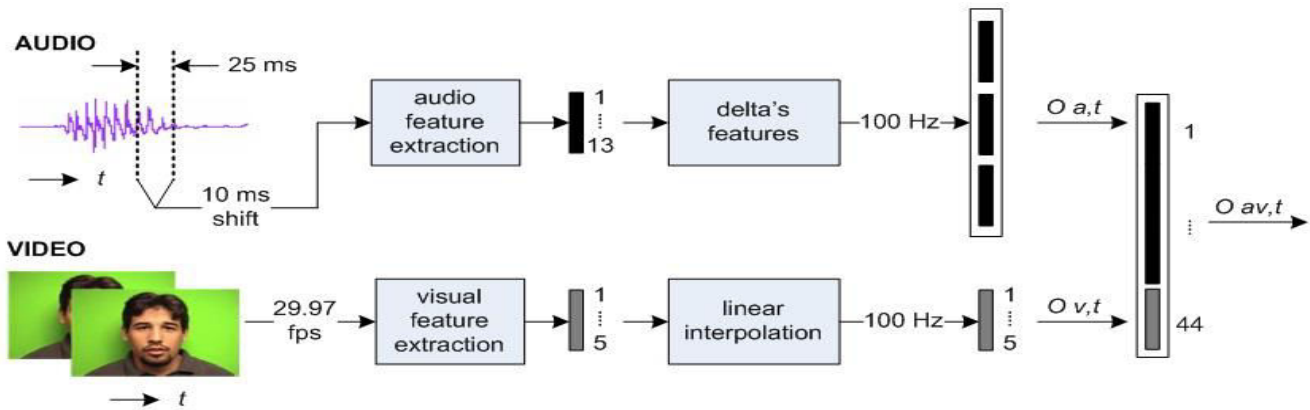 AUDIO
25 ms
t
10 ms
shift
audio
feature
extraction
1
13
delta's
features
100 Hz
O a,t
1
O av,t
VIDEO
t
29.97
fps
visual
feature
extraction
1
5
linear
interpolation
100 Hz
1
5
O v,t
44